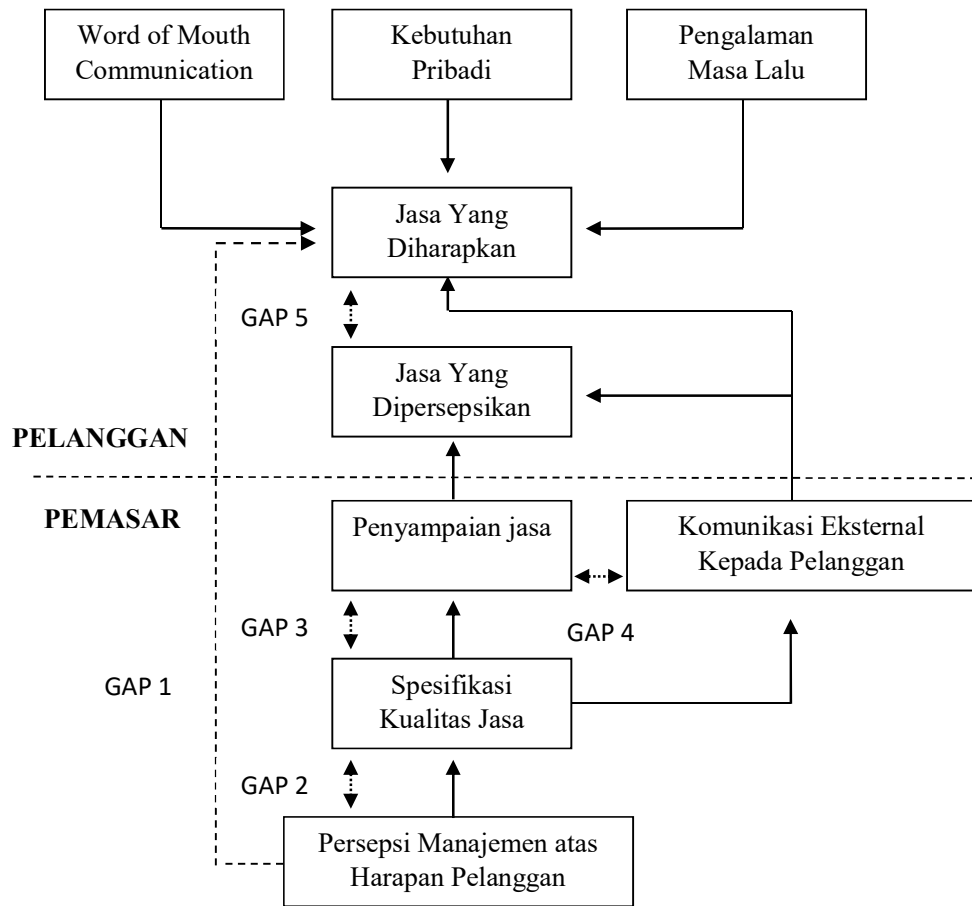 Word of Mouth
Communication
Kebutuhan
Pribadi
Pengalaman
Masa Lalu
Jasa Yang
Diharapkan
GAP 5
Jasa Yang
Dipersepsikan
PELANGGAN
PEMASAR
Penyampaian jasa
Komunikasi Eksternal
Kepada Pelanggan
GAP 3
GAP 4
GAP 1
Spesifikasi
Kualitas Jasa
GAP 2
Persepsi Manajemen atas
Harapan Pelanggan